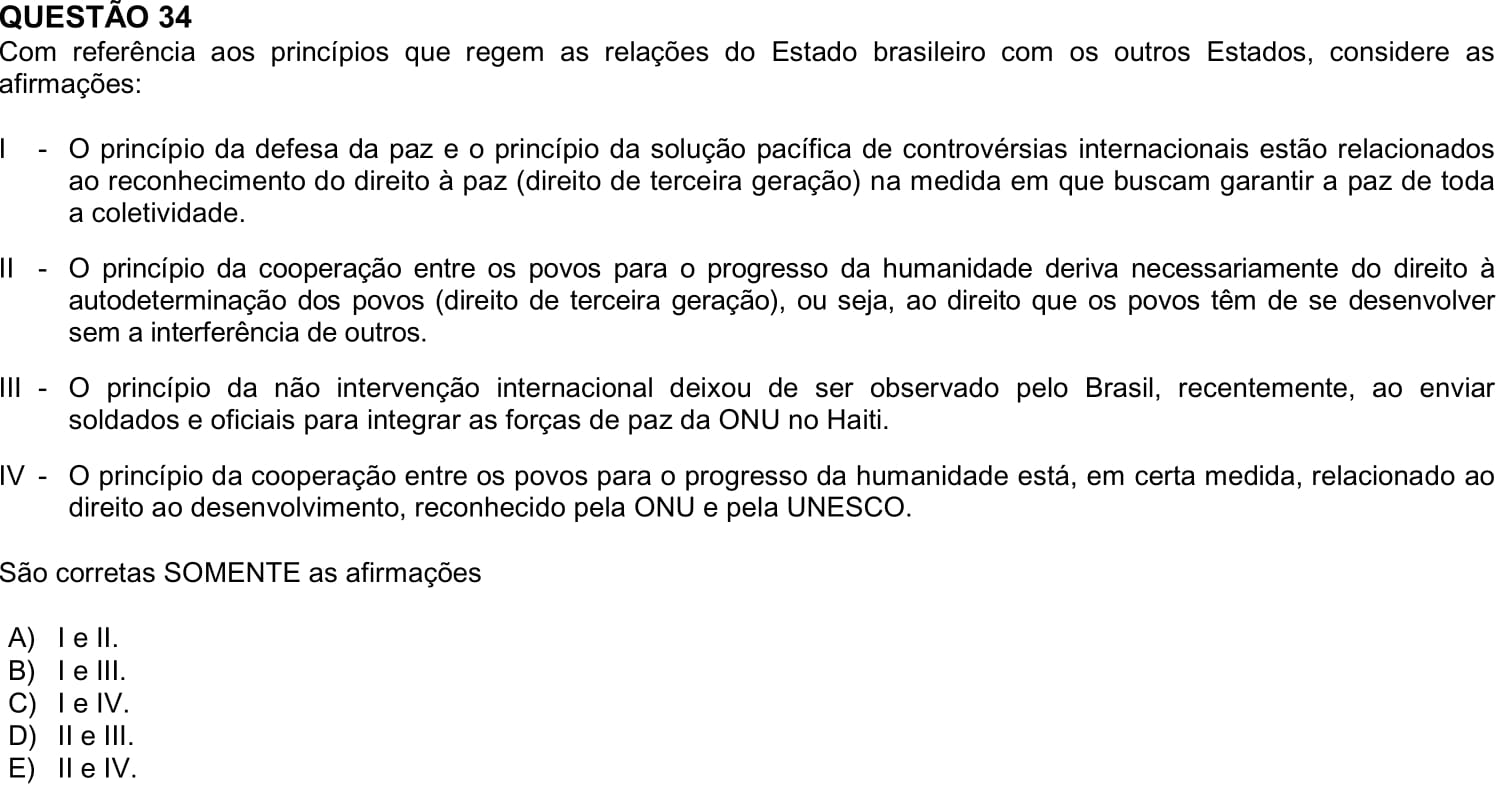 QUESTÃO 34
Com referência aos princípios que regem as relações do Estado brasileiro com os outros Estados, considere as
afirmações:
I - O princípio da defesa da paz e o princípio da solução pacífica de controvérsias internacionais estão relacionados
ao reconhecimento do direito à paz (direito de terceira geração) na medida em que buscam garantir a paz de toda
a coletividade.
II - O princípio da cooperação entre os povos para o progresso da humanidade deriva necessariamente do direito à
autodeterminação dos povos (direito de terceira geração), ou seja, ao direito que os povos têm de se desenvolver
sem a interferência de outros.
III - O princípio da não intervenção internacional deixou de ser observado pelo Brasil, recentemente, ao enviar
soldados e oficiais para integrar as forças de paz da ONU no Haiti.
IV - O princípio da cooperação entre os povos para o progresso da humanidade está, em certa medida, relacionado ao
direito ao desenvolvimento, reconhecido pela ONU e pela UNESCO.
São corretas SOMENTE as afirmações
A) I e II.
B) I e III.
C) I e IV.
D) II e III.
E) II e IV.